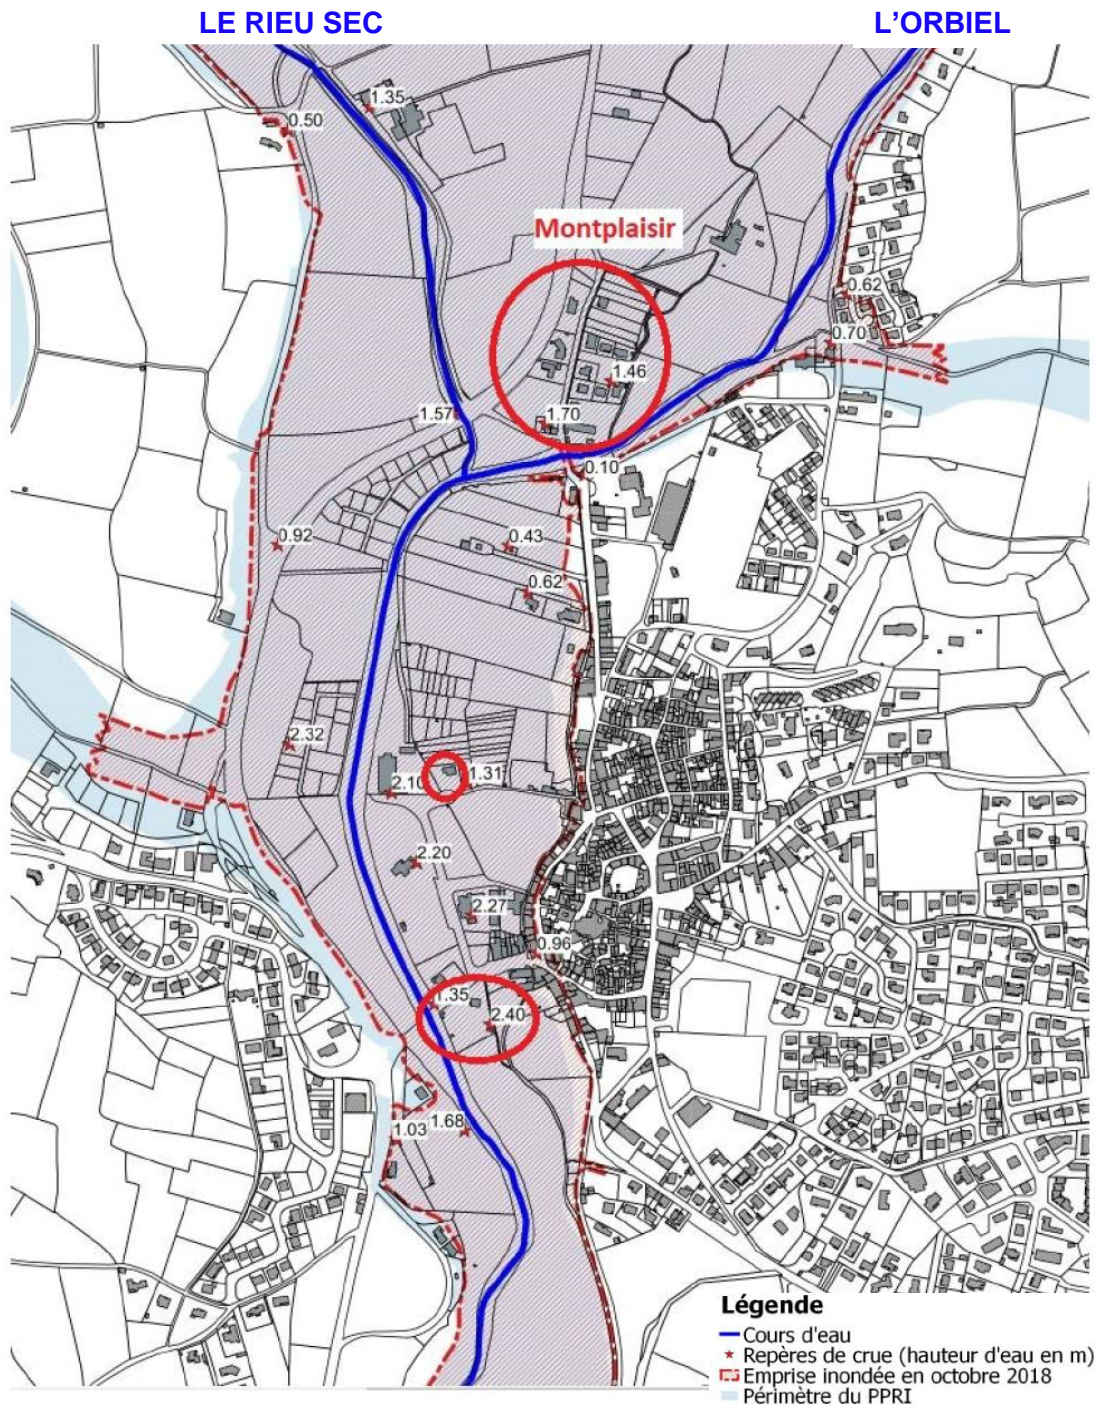 LE RIEU SEC
L'ORBIEL
1.35
0.50
Montplaisir
0.62
0.70
1.46
1.57
1.70
0.10
0.92
0.43
0.62
2.32
1.31
2.10
2.20
2.27
0.96
1.35
2.40
1.68
1.03
Légende
Cours d'eau
Repères de crue (hauteur d'eau en m)
Emprise inondée en octobre 2018
Périmètre du PPRI